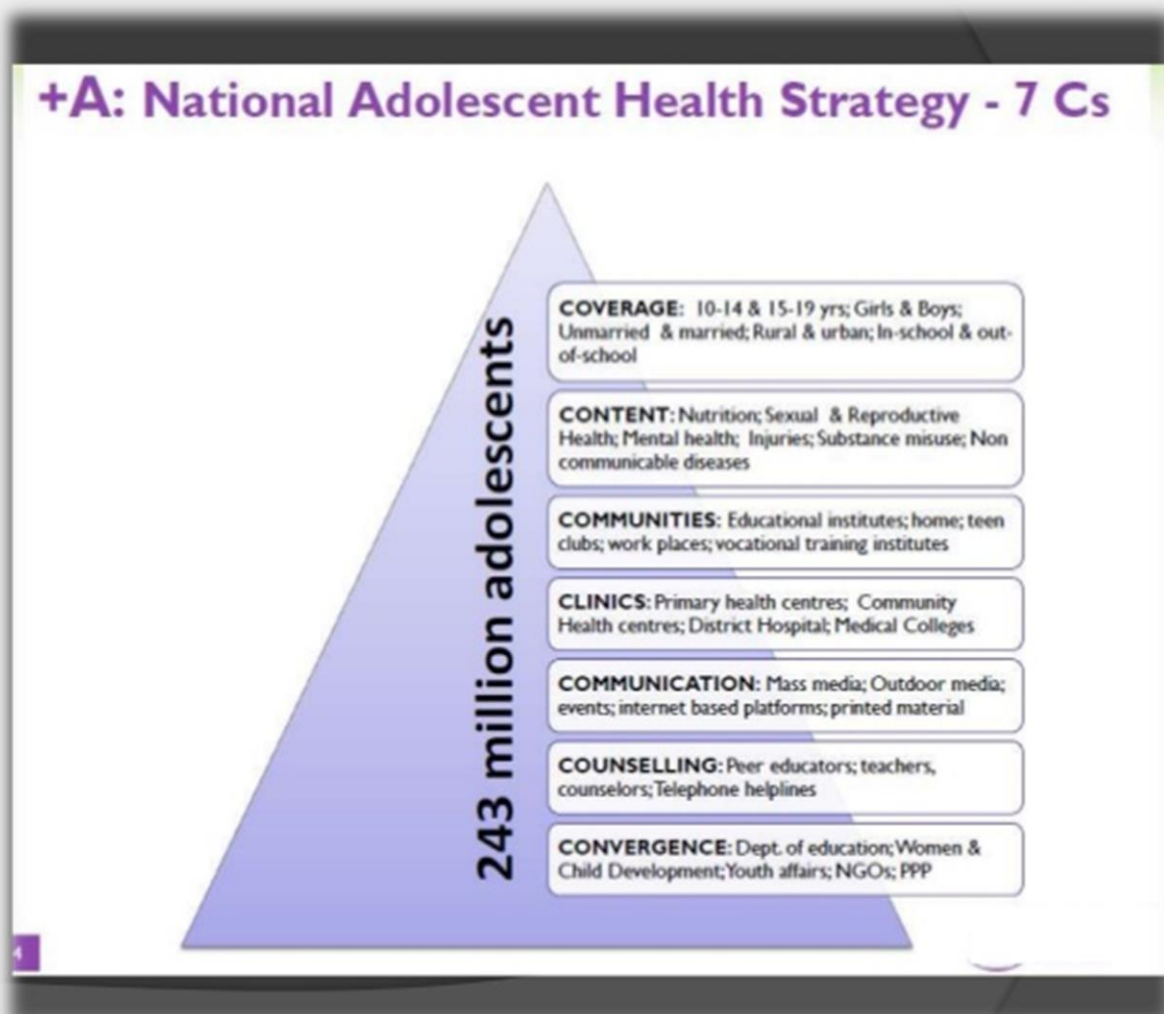 +A: National Adolescent Health Strategy - 7 Cs
243 million adolescents
COVERAGE: 10-14 & 15-19 yrs; Girls & Boys;
Unmarried & married; Rural & urban; In-school & out-
of-school
CONTENT: Nutrition; Sexual & Reproductive
Health; Mental health; Injuries; Substance misuse; Non
communicable diseases
COMMUNITIES: Educational institutes; home; teen
clubs; work places; vocational training institutes
CLINICS: Primary health centres; Community
Health centres; District Hospital; Medical Colleges
COMMUNICATION: Mass media; Outdoor media;
events; internet based platforms; printed material
COUNSELLING: Peer educators; teachers,
counselors; Telephone helplines
CONVERGENCE: Dept. of education; Women &
Child Development; Youth affairs; NGOs; PPP
4